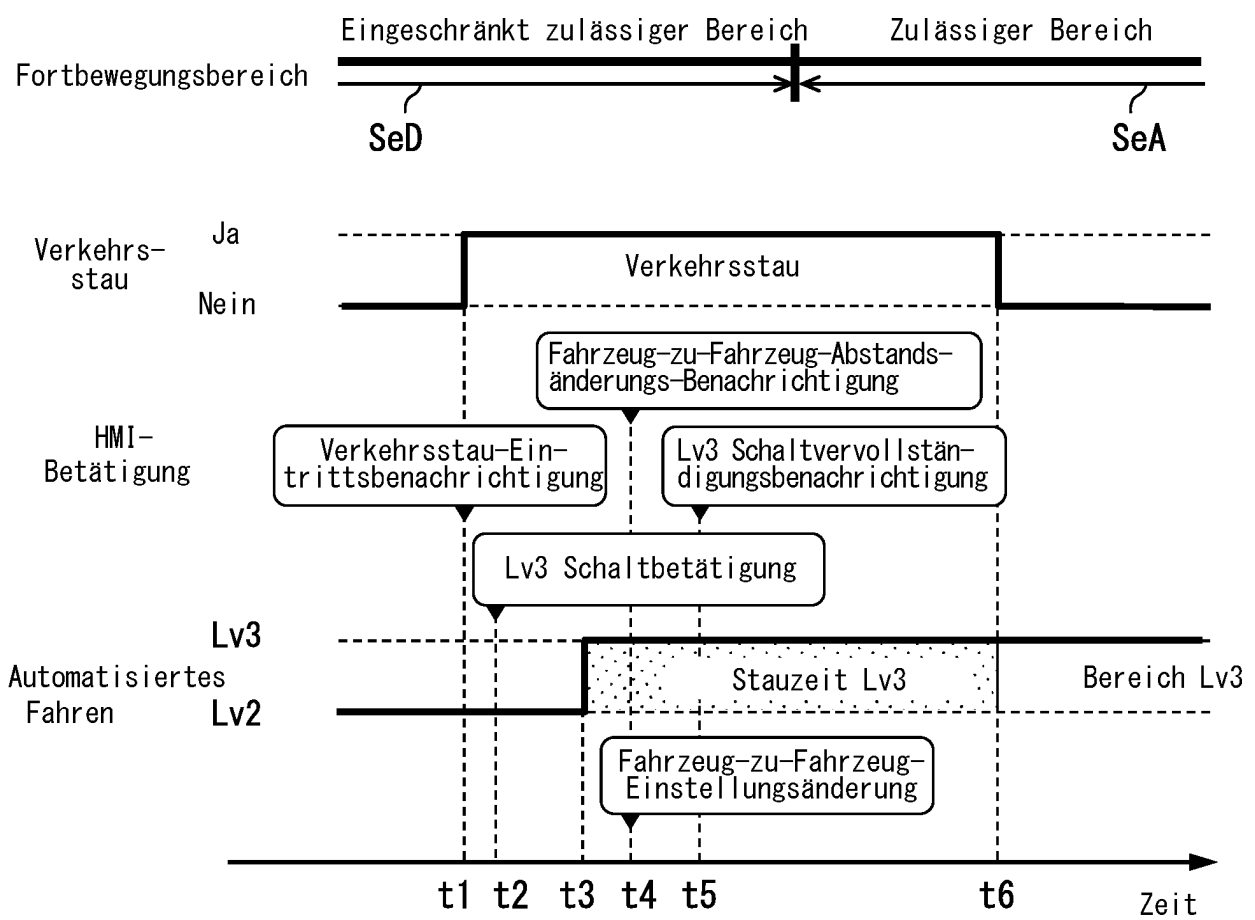 Eingeschränkt zulässiger Bereich
Zulässiger Bereich
Fortbewegungsbereich
SeD
SeA
Verkehrs-
stau
Ja
Nein
Verkehrsstau
HMI-
Betätigung
Fahrzeug-zu-Fahrzeug-Abstands-
änderungs-Benachrichtigung
Verkehrsstau-Ein-
trittsbenachrichtigung
Lv3 Schaltvervollstän-
digungsbenachrichtigung
Lv3 Schaltbetätigung
Automatisiertes
Fahren
Lv3
Lv2
Stauzeit Lv3
Bereich Lv3
Fahrzeug-zu-Fahrzeug-
Einstellungsänderung
t1 t2 t3 t4 t5 t6
Zeit